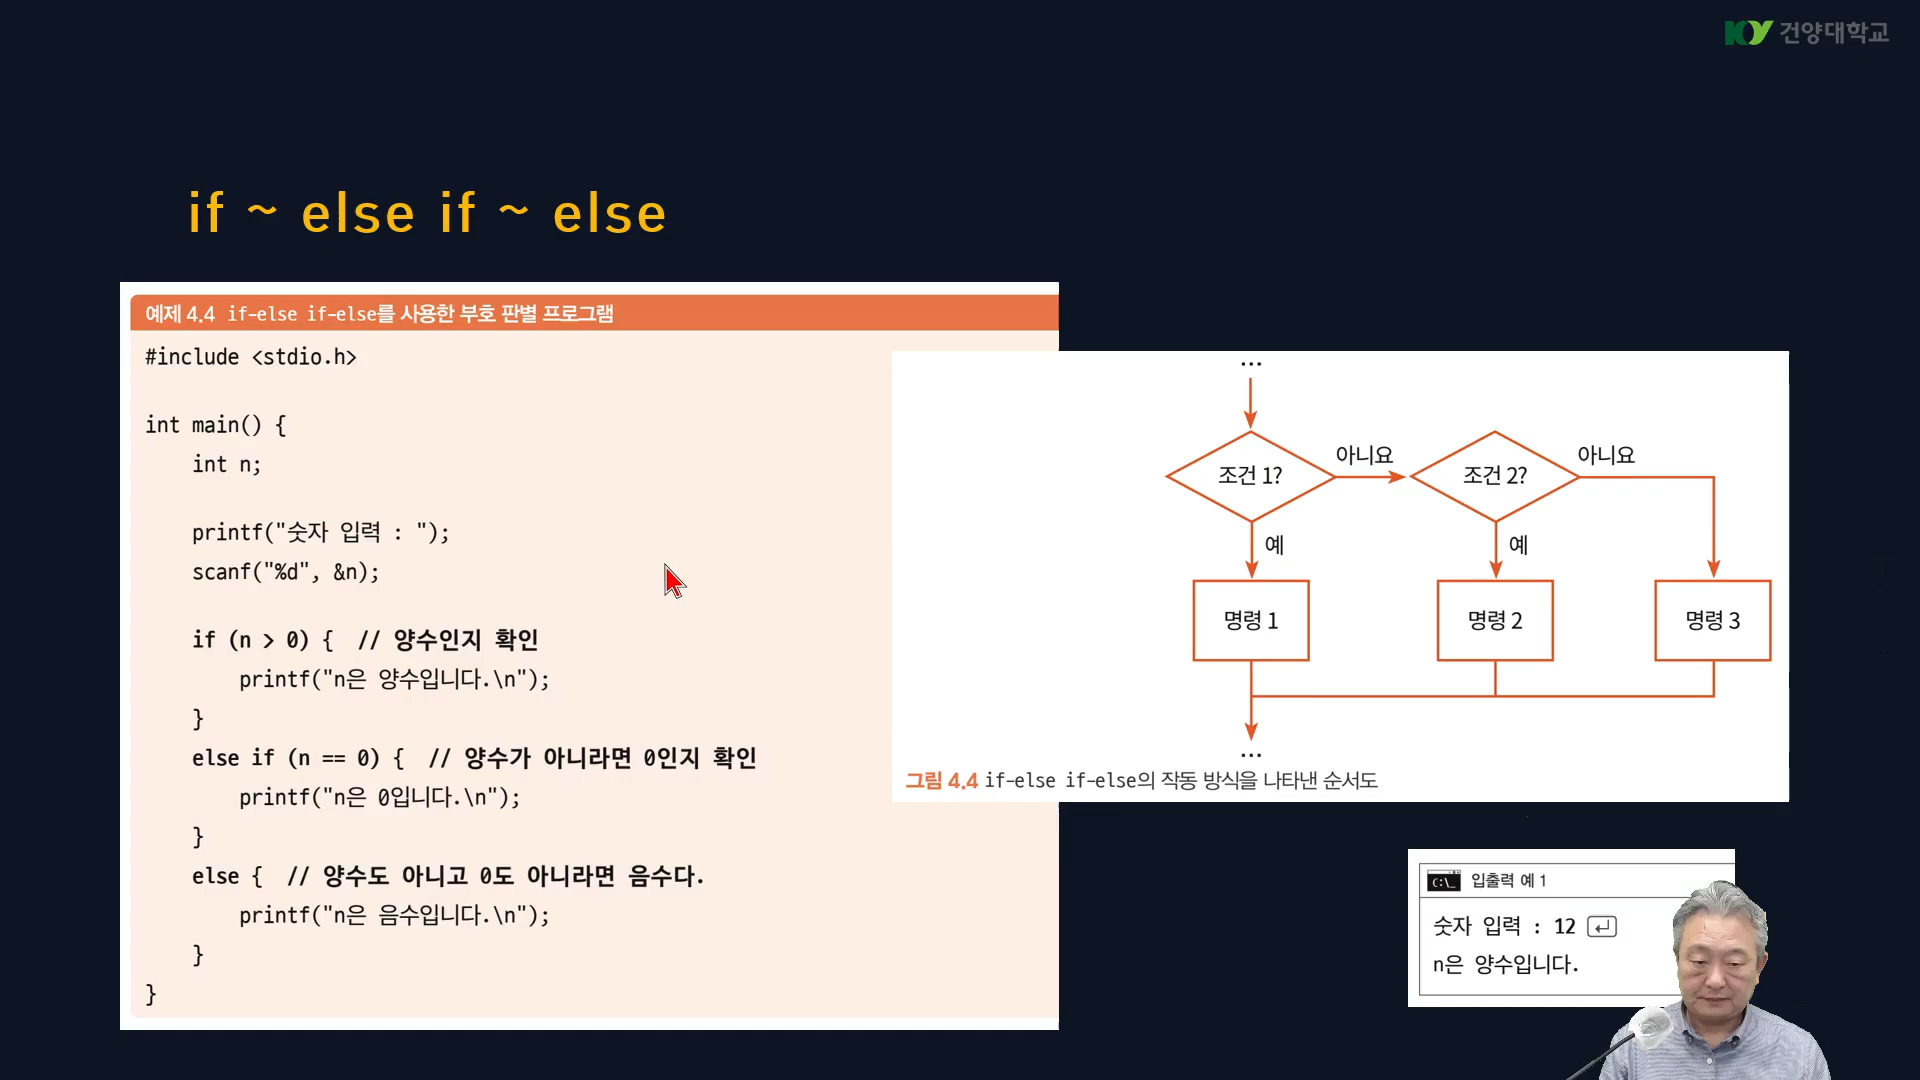 건양대학교
if ~ else if ~ else
예제 4.4 if-else if-else를 사용한 부호 판별 프로그램
#include <stdio.h>
int main() {
int n;
printf("숫자 입력 : ");
scanf("%d", &n);
if (n > 0) { // 양수인지 확인
printf("n은 양수입니다.\n");
}
else if (n == 0) { // 양수가 아니라면 0인지 확인
printf("n은 0입니다.\n");
}
else { // 양수도 아니고 0도 아니라면 음수다.
printf("n은 음수입니다.\n");
}
}
...
조건 1?
아니요
조건 2?
아니요
예
예
명령 1
명령 2
명령 3
...
그림 4.4 if-else if-else의 작동 방식을 나타낸 순서도
C:\_ 입출력 예 1
숫자 입력 : 12
n은 양수입니다.